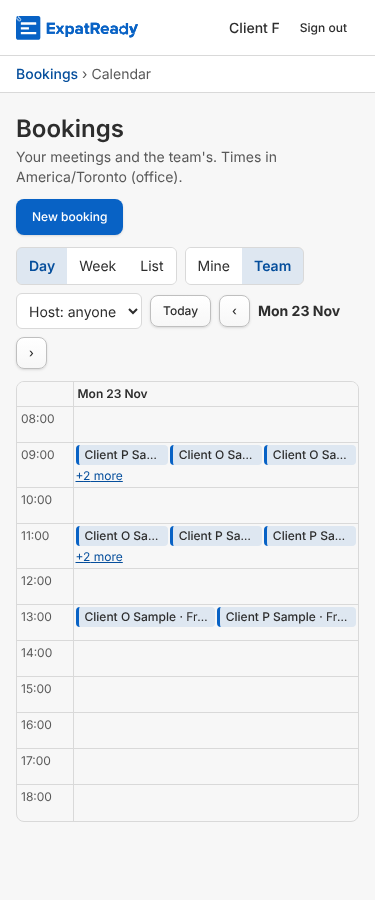 ExpatReady
Client F
Sign out
Bookings › Calendar
Bookings
Your meetings and the team's. Times in
America/Toronto (office).
New booking
Day Week List Mine Team
Host: anyone Today ‹ Mon 23 Nov
›
Mon 23 Nov
08:00
09:00 Client P Sa... Client O Sa... Client O Sa...
+2 more
10:00
11:00 Client O Sa... Client P Sa... Client P Sa...
+2 more
12:00
13:00 Client O Sample · Fr... Client P Sample · Fr...
14:00
15:00
16:00
17:00
18:00